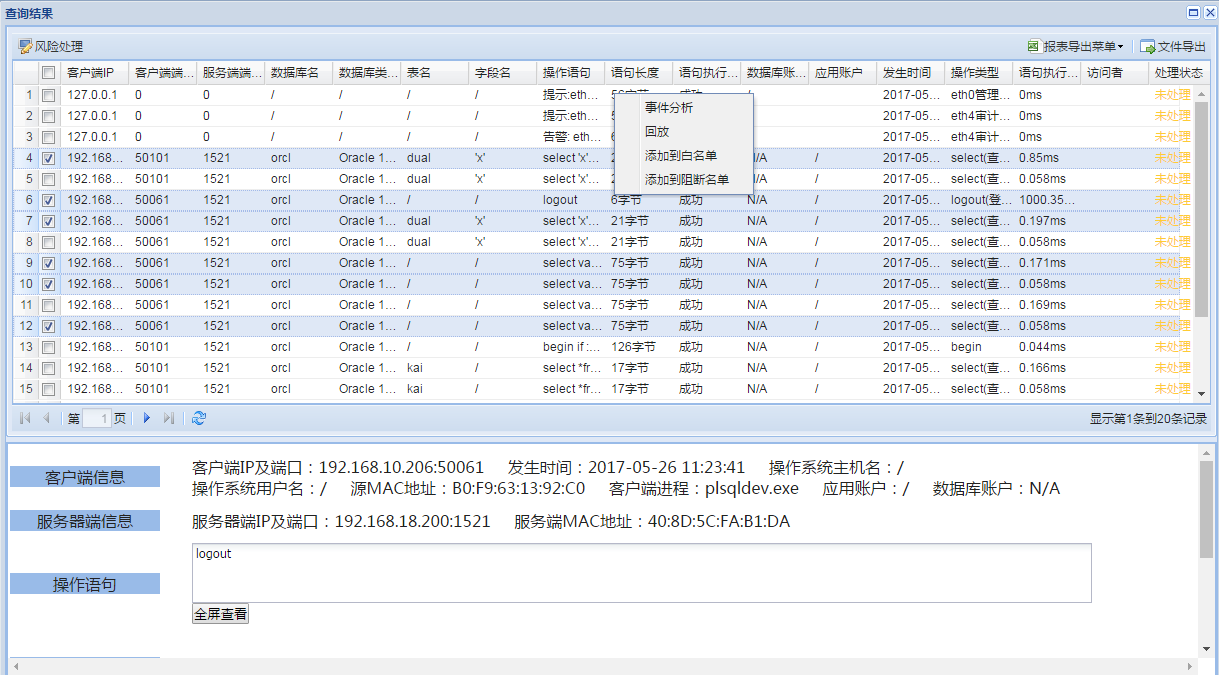 查询结果
风险处理 报表导出菜单 文件导出
客户端IP 客户端端... 服务端端... 数据库名 数据库类... 表名 字段名 操作语句 语句长度 语句执行... 数据库账... 应用账户 发生时间 操作类型 语句执行... 访问者 处理状态
1 127.0.0.1 0 0 / / / / 提示:eth... 2017-05... eth0管理... 0ms 未处理
2 127.0.0.1 0 0 / / / / 提示:eth... 2017-05... eth4审计... 0ms 未处理
3 127.0.0.1 0 0 / / / / 告警: eth... 2017-05... eth4审计... 0ms 未处理
4 192.168... 50101 1521 orcl Oracle 1... dual 'x' select 'x'... N/A / 2017-05... select(查... 0.85ms 未处理
5 192.168... 50101 1521 orcl Oracle 1... dual 'x' select 'x'... / 2017-05... select(查... 0.058ms 未处理
6 192.168... 50061 1521 orcl Oracle 1... / / logout 6字节 成功 N/A / 2017-05... logout(登... 1000.35... 未处理
7 192.168... 50061 1521 orcl Oracle 1... dual 'x' select 'x'... 21字节 成功 N/A / 2017-05... select(查... 0.197ms 未处理
8 192.168... 50061 1521 orcl Oracle 1... dual 'x' select 'x'... 21字节 成功 N/A / 2017-05... select(查... 0.058ms 未处理
9 192.168... 50061 1521 orcl Oracle 1... / / select va... 75字节 成功 N/A / 2017-05... select(查... 0.171ms 未处理
10 192.168... 50061 1521 orcl Oracle 1... / / select va... 75字节 成功 N/A / 2017-05... select(查... 0.058ms 未处理
11 192.168... 50061 1521 orcl Oracle 1... / / select va... 75字节 成功 N/A / 2017-05... select(查... 0.169ms 未处理
12 192.168... 50061 1521 orcl Oracle 1... / / select va... 75字节 成功 N/A / 2017-05... select(查... 0.058ms 未处理
13 192.168... 50101 1521 orcl Oracle 1... / / begin if :... 126字节 成功 N/A / 2017-05... begin 0.044ms 未处理
14 192.168... 50101 1521 orcl Oracle 1... kai / select *fr... 17字节 成功 N/A / 2017-05... select(查... 0.166ms 未处理
15 192.168... 50101 1521 orcl Oracle 1... kai / select *fr... 17字节 成功 N/A / 2017-05... select(查... 0.058ms 未处理
事件分析
回放
添加到白名单
添加到阻断名单
第 1 页 显示第1条到20条记录
客户端信息
客户端IP及端口：192.168.10.206:50061 发生时间：2017-05-26 11:23:41 操作系统主机名：/
操作系统用户名：/ 源MAC地址：B0:F9:63:13:92:C0 客户端进程：plsqldev.exe 应用账户：/ 数据库账户：N/A
服务器端信息
服务器端IP及端口：192.168.18.200:1521 服务端MAC地址：40:8D:5C:FA:B1:DA
操作语句
logout
全屏查看